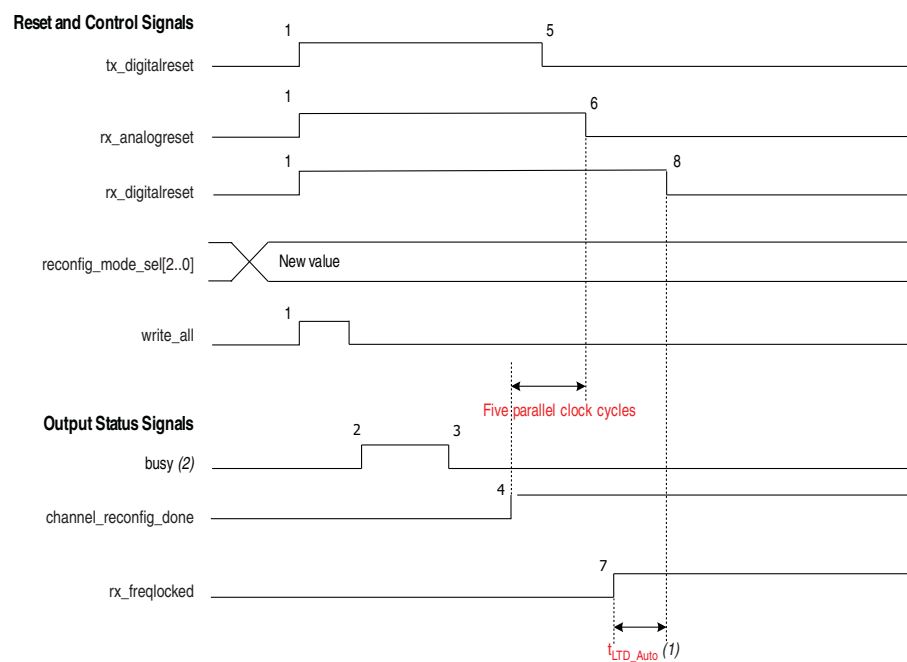 Reset and Control Signals
1
5
tx_digitalreset
1
6
rx_analogreset
1
8
rx_digitalreset
reconfig_mode_sel[2..0]
New value
1
write_all
Five parallel clock cycles
Output Status Signals
2
3
busy (2)
4
channel_reconfig_done
7
rx_freqlocked
tLTD_Auto (1)